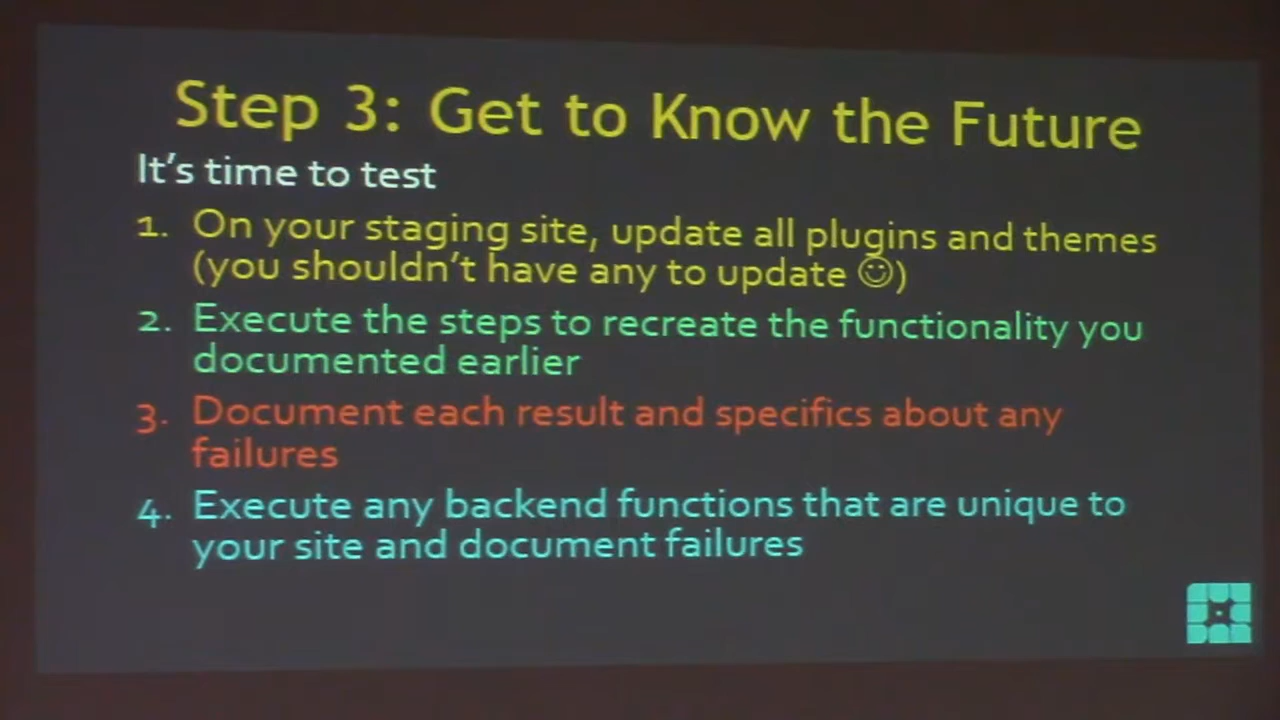 Step 3: Get to Know the Future
It's time to test
1. On your staging site, update all plugins and themes
(you shouldn't have any to update ☺)
2. Execute the steps to recreate the functionality you
documented earlier
3. Document each result and specifics about any
failures
4. Execute any backend functions that are unique to
your site and document failures